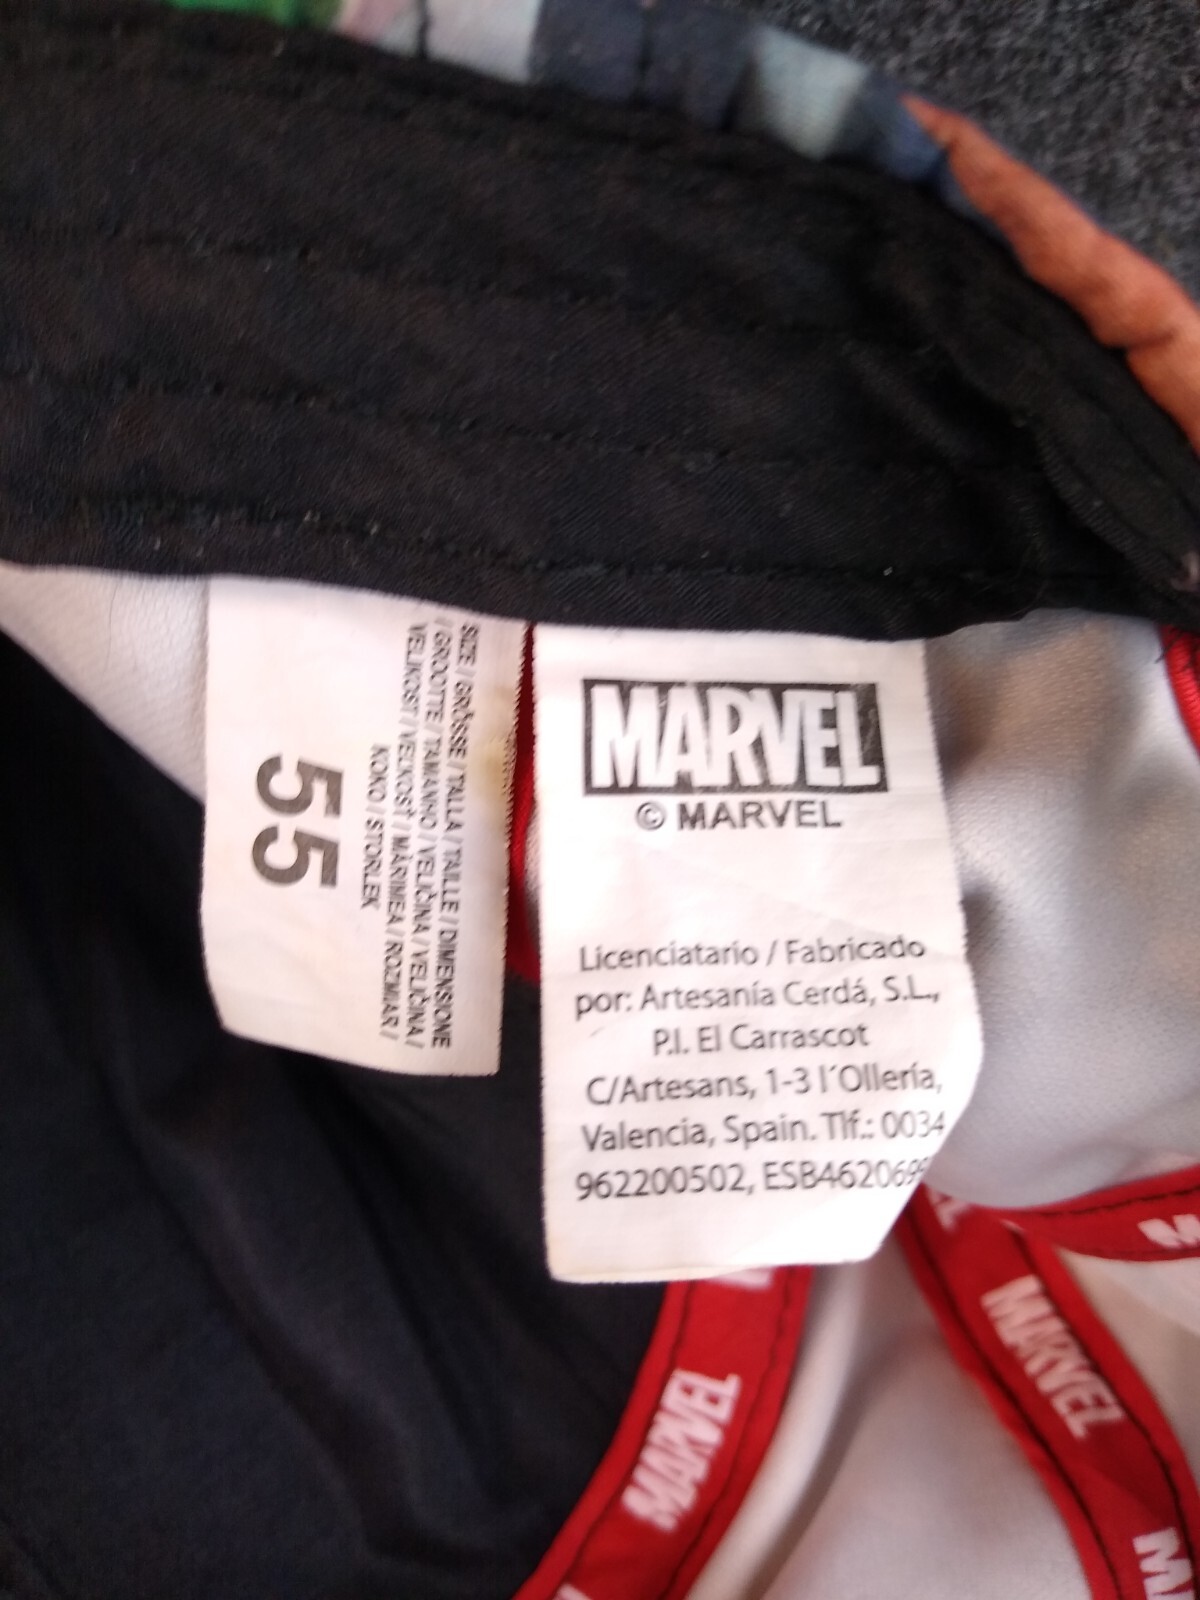 SIZE / GRÖSSE / TALLA / TAILLE / DIMENSIONE
/ GROOTTE / TAMANHO / VELIČINA / VELIČINA /
VELIKOST / VEĽKOSŤ / MĂRIMEA / ROZMIAR /
KOKO / STORLEK
55
MARVEL
© MARVEL
Licenciatario / Fabricado
por: Artesanía Cerdá, S.L.,
P.I. El Carrascot
C/Artesans, 1-3 l´Ollería,
Valencia, Spain. Tlf.: 0034
962200502,
MARVEL
MARVEL